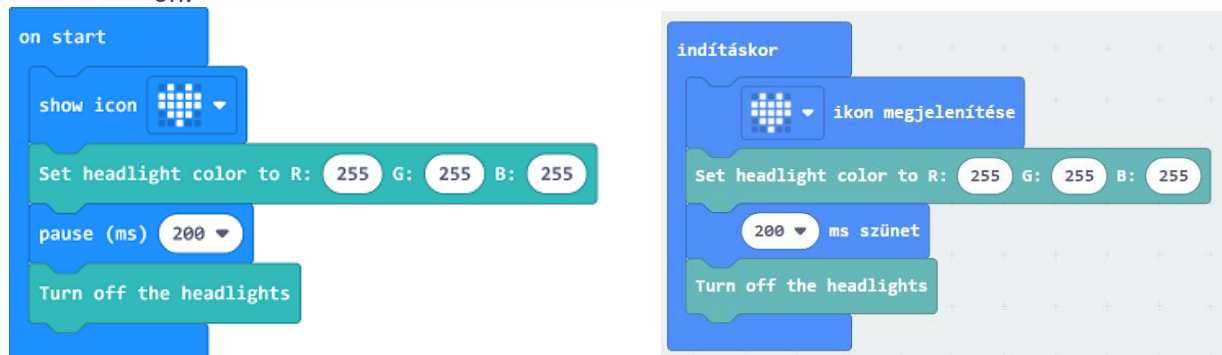 on start
show icon
Set headlight color to R: 255 G: 255 B: 255
pause (ms) 200
Turn off the headlights
indításkor
ikon megjelenítése
Set headlight color to R: 255 G: 255 B: 255
200 ms szünet
Turn off the headlights